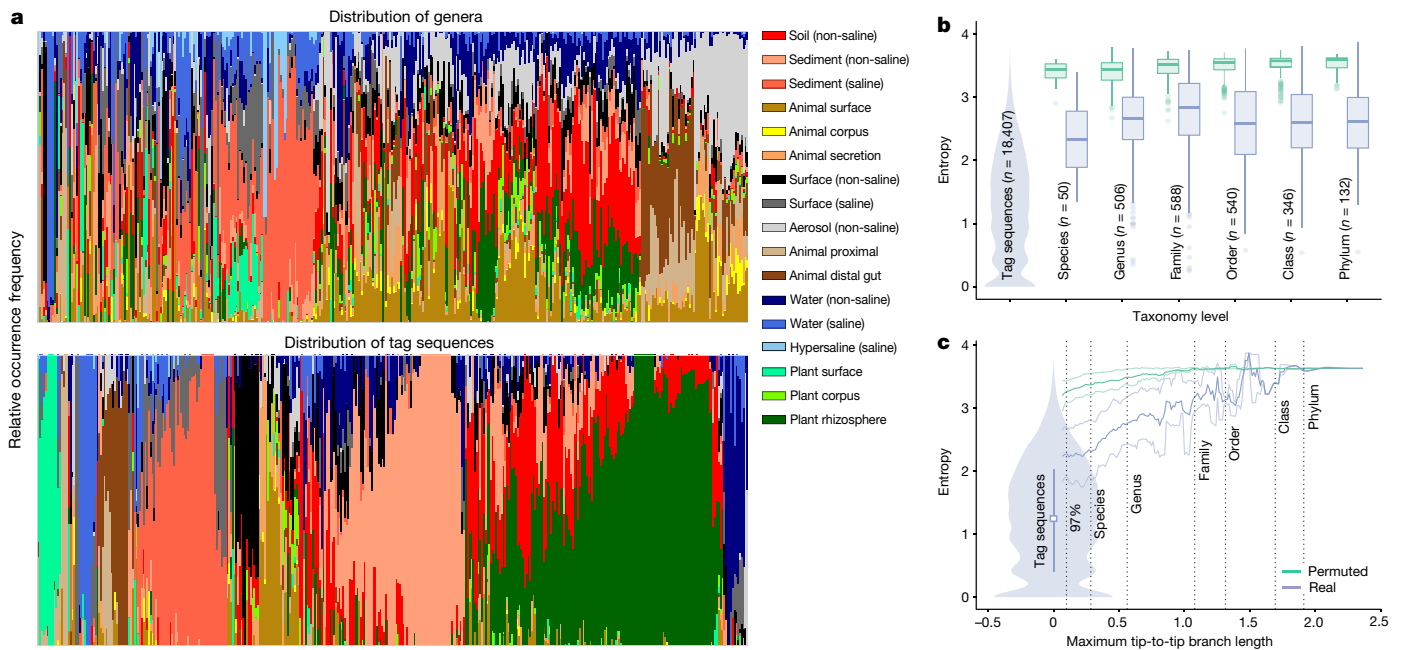 a
Distribution of genera
Relative occurrence frequency
Distribution of tag sequences
Soil (non-saline)
Sediment (non-saline)
Sediment (saline)
Animal surface
Animal corpus
Animal secretion
Surface (non-saline)
Surface (saline)
Aerosol (non-saline)
Animal proximal
Animal distal gut
Water (non-saline)
Water (saline)
Hypersaline (saline)
Plant surface
Plant corpus
Plant rhizosphere
b
Entropy
4
3
2
1
0
Tag sequences (n = 18,407)
Species (n = 50)
Genus (n = 506)
Family (n = 588)
Order (n = 540)
Class (n = 346)
Phylum (n = 132)
Taxonomy level
c
Entropy
4
3
2
1
0
Tag sequences
97%
Species
Genus
Family
Order
Class
Phylum
Permuted
Real
−0.5 0 0.5 1.0 1.5 2.0 2.5
Maximum tip-to-tip branch length